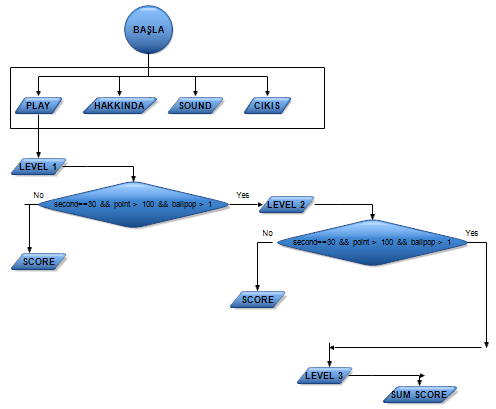 BAŞLA
PLAY
HAKKINDA
SOUND
CIKIS
LEVEL 1
second==30 && point > 100 && ballpop > 1
No
Yes
SCORE
LEVEL 2
second==30 && point > 100 && ballpop > 1
No
Yes
SCORE
LEVEL 3
SUM SCORE